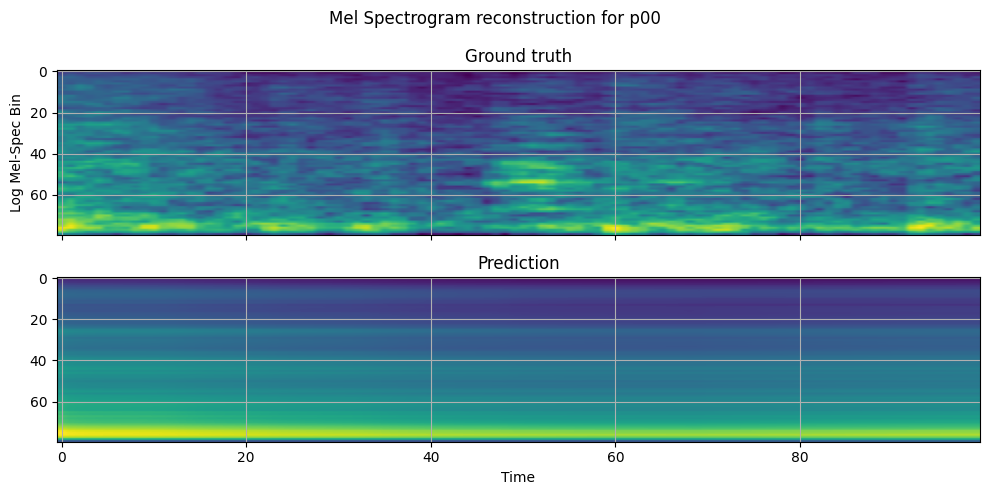 Mel Spectrogram reconstruction for p00
Ground truth
0
20
40
60
Log Mel-Spec Bin
Prediction
0
20
40
60
0 20 40 60 80
Time